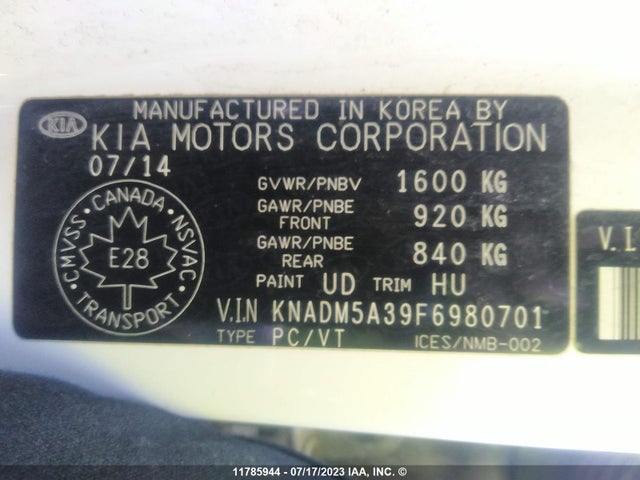 MANUFACTURED IN KOREA BY
KIA
KIA MOTORS CORPORATION
07/14
GVWR/PNBV 1600 KG
GAWR/PNBE FRONT 920 KG
GAWR/PNBE REAR 840 KG
PAINT UD TRIM HU
CMVSS · CANADA · NSVAC · TRANSPORT ·
E28
V.I.N KNADM5A39F6980701
TYPE PC/VT
ICES/NMB-002
V.I
11785944 - 07/17/2023 IAA, INC. ©